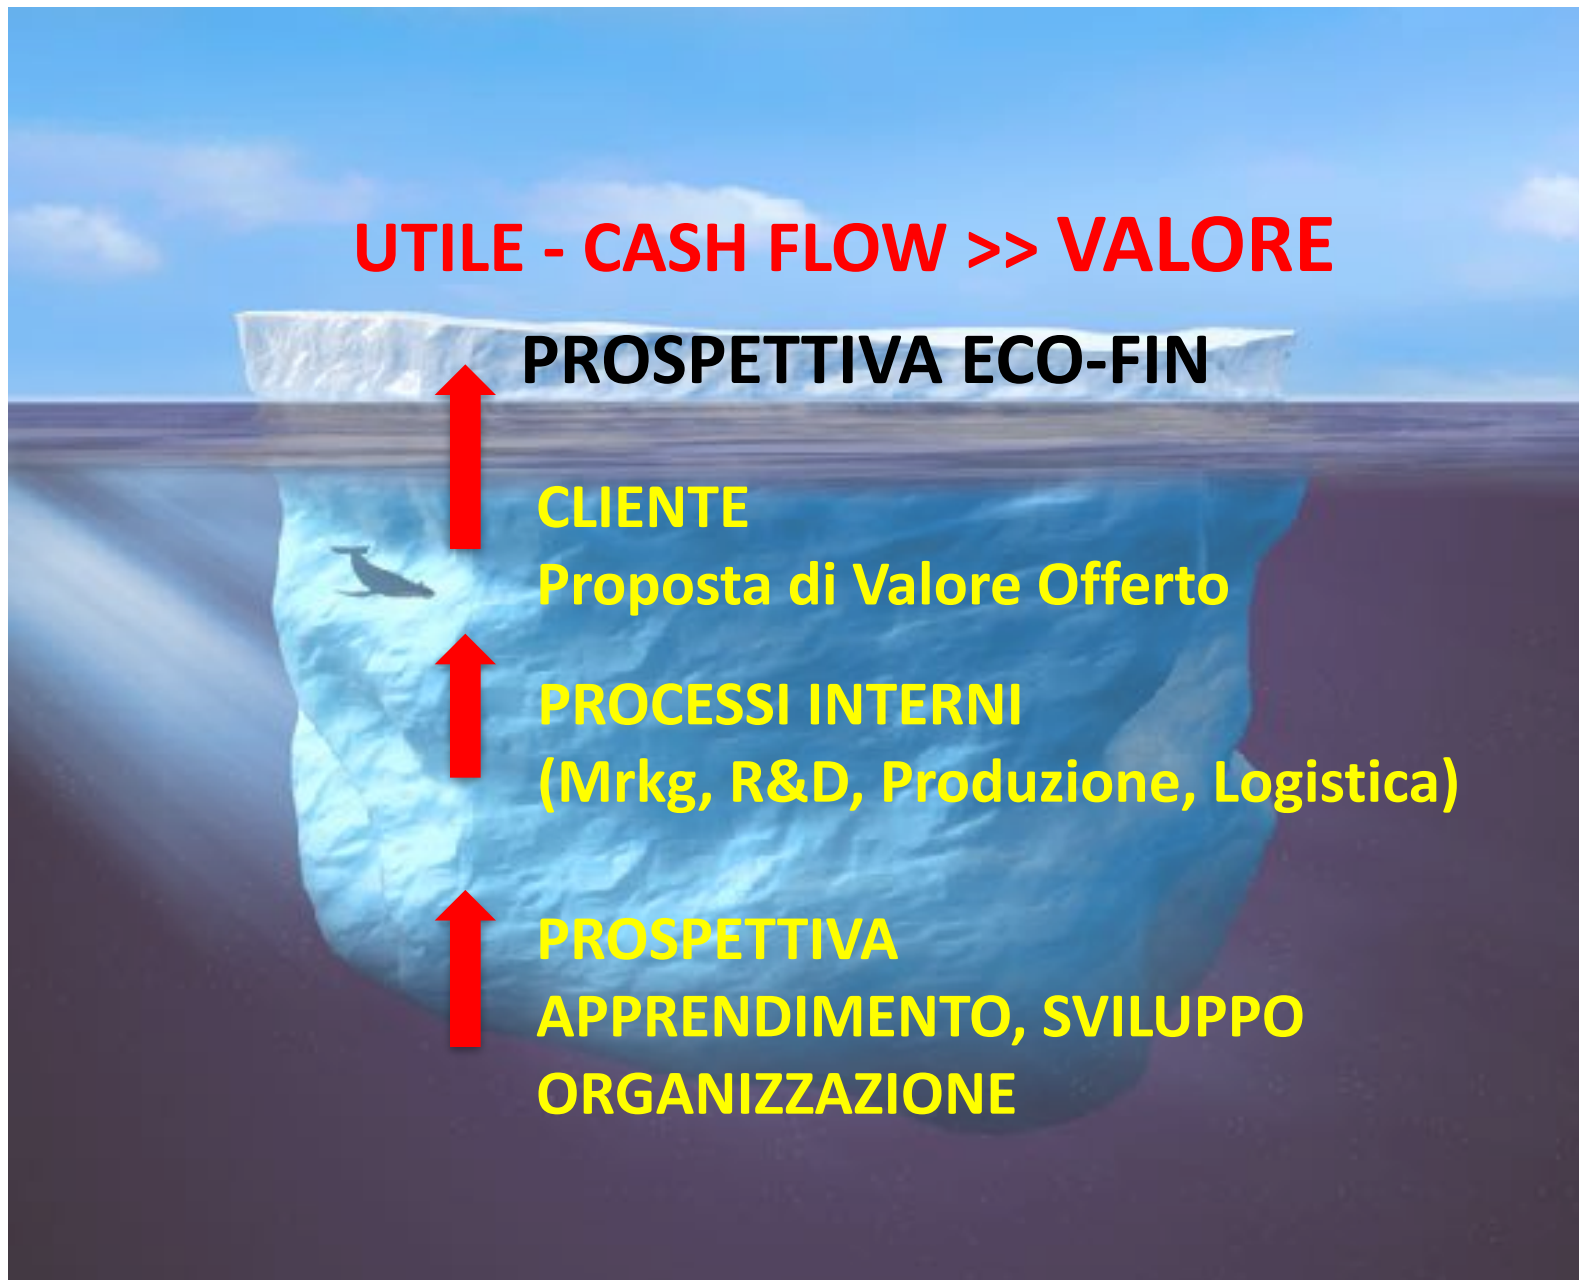 UTILE - CASH FLOW >> VALORE
PROSPETTIVA ECO-FIN
CLIENTE
Proposta di Valore Offerto
PROCESSI INTERNI
(Mrkg, R&D, Produzione, Logistica)
PROSPETTIVA
APPRENDIMENTO, SVILUPPO
ORGANIZZAZIONE